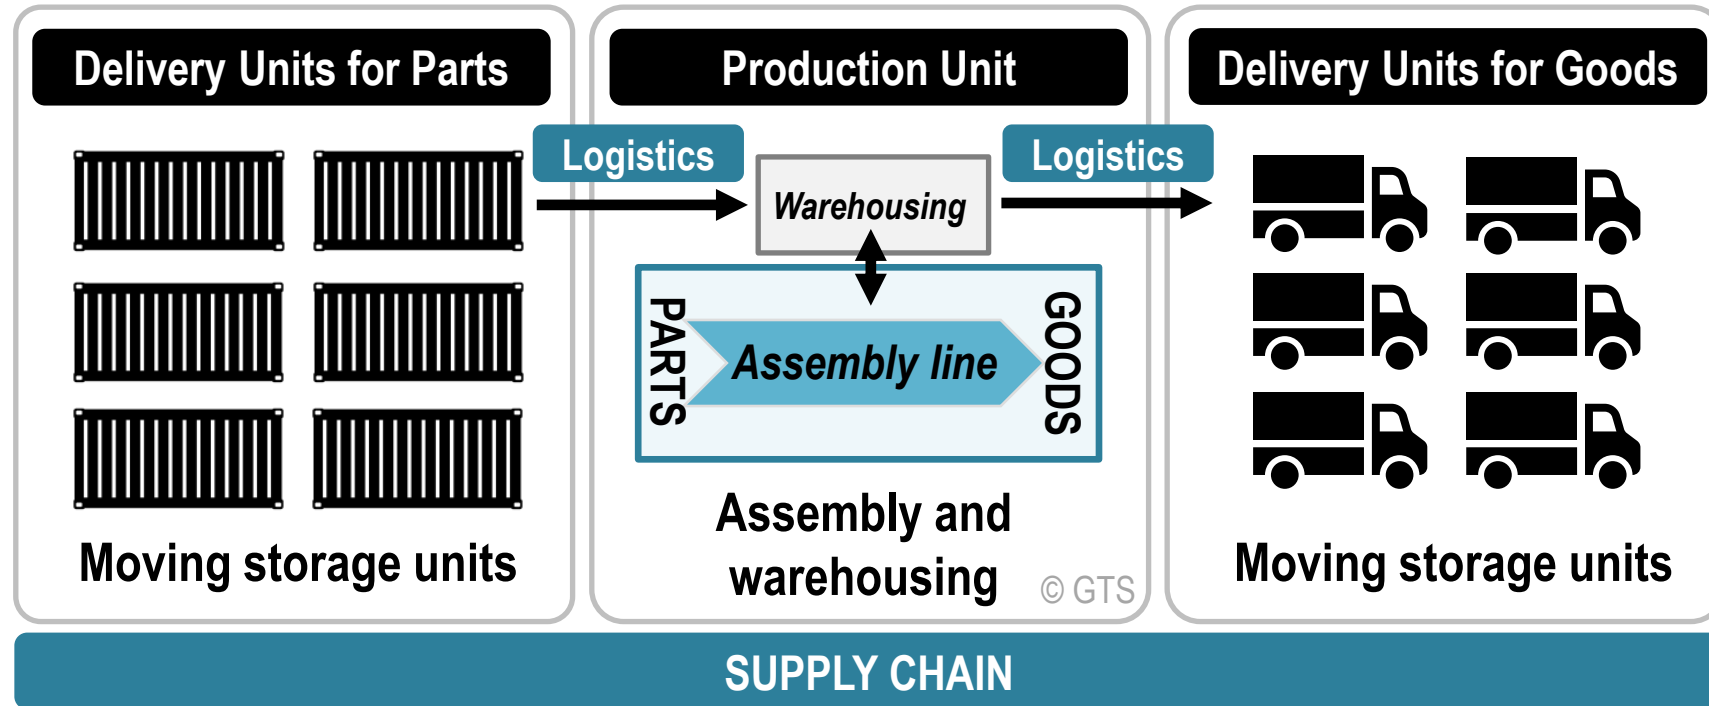 Delivery Units for Parts
Production Unit
Delivery Units for Goods
Logistics
Logistics
Warehousing
PARTS
Assembly line
GOODS
Moving storage units
Assembly and
warehousing
© GTS
Moving storage units
SUPPLY CHAIN